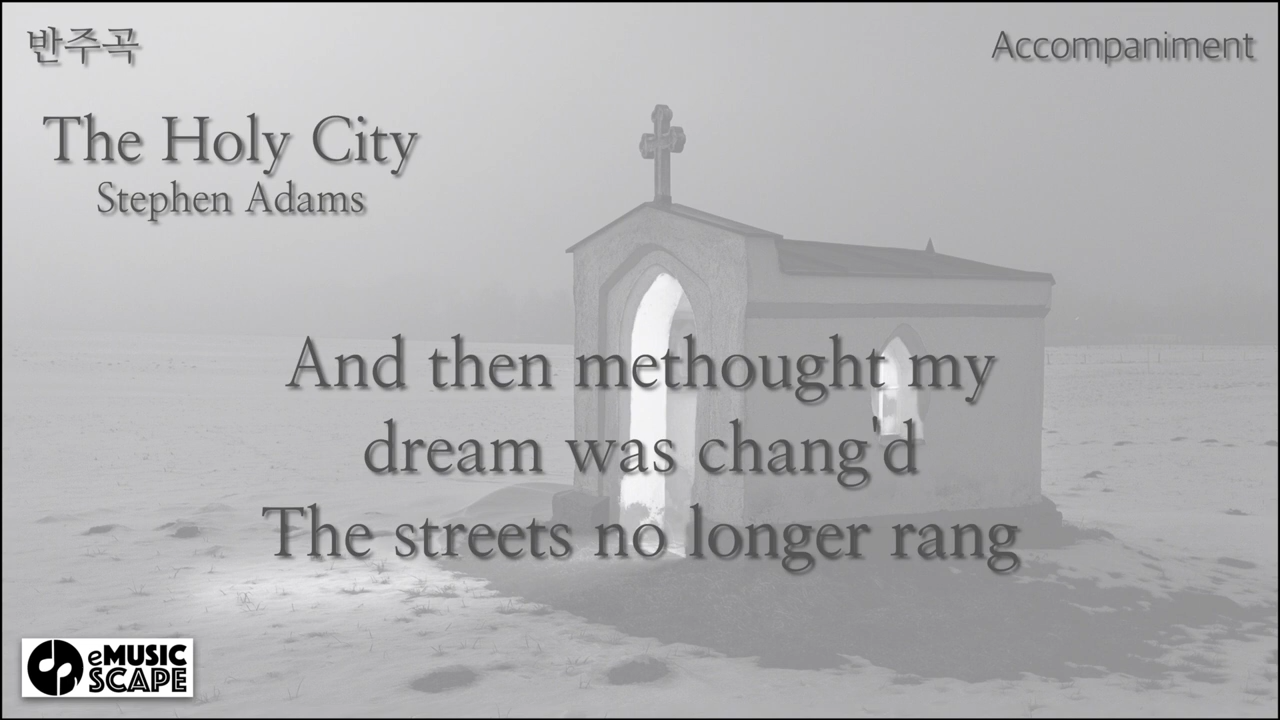 반주곡
Accompaniment
The Holy City
Stephen Adams
And then methought my
dream was chang'd
The streets no longer rang
eMUSIC
SCAPE